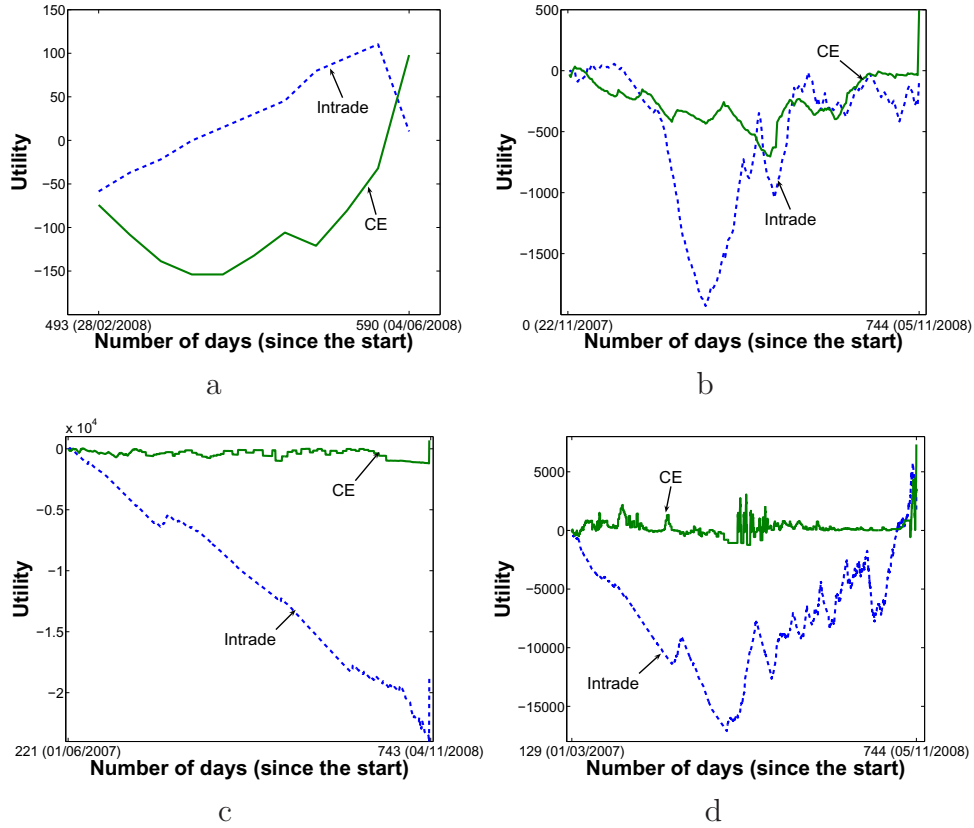 150
100
50
0
−50
−100
−150
Utility
Intrade
CE
493 (28/02/2008)
590 (04/06/2008)
Number of days (since the start)
a
500
0
−500
−1000
−1500
Utility
CE
Intrade
0 (22/11/2007)
744 (05/11/2008)
Number of days (since the start)
b
x 10⁴
0
−0.5
−1
−1.5
−2
Utility
CE
Intrade
221 (01/06/2007)
743 (04/11/2008)
Number of days (since the start)
c
5000
0
−5000
−10000
−15000
Utility
CE
Intrade
129 (01/03/2007)
744 (05/11/2008)
Number of days (since the start)
d